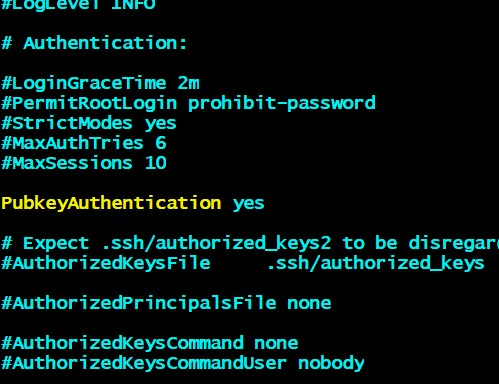 #LogLevel INFO
# Authentication:
#LoginGraceTime 2m
#PermitRootLogin prohibit-password
#StrictModes yes
#MaxAuthTries 6
#MaxSessions 10
PubkeyAuthentication yes
# Expect .ssh/authorized_keys2 to be disregar
#AuthorizedKeysFile .ssh/authorized_keys
#AuthorizedPrincipalsFile none
#AuthorizedKeysCommand none
#AuthorizedKeysCommandUser nobody